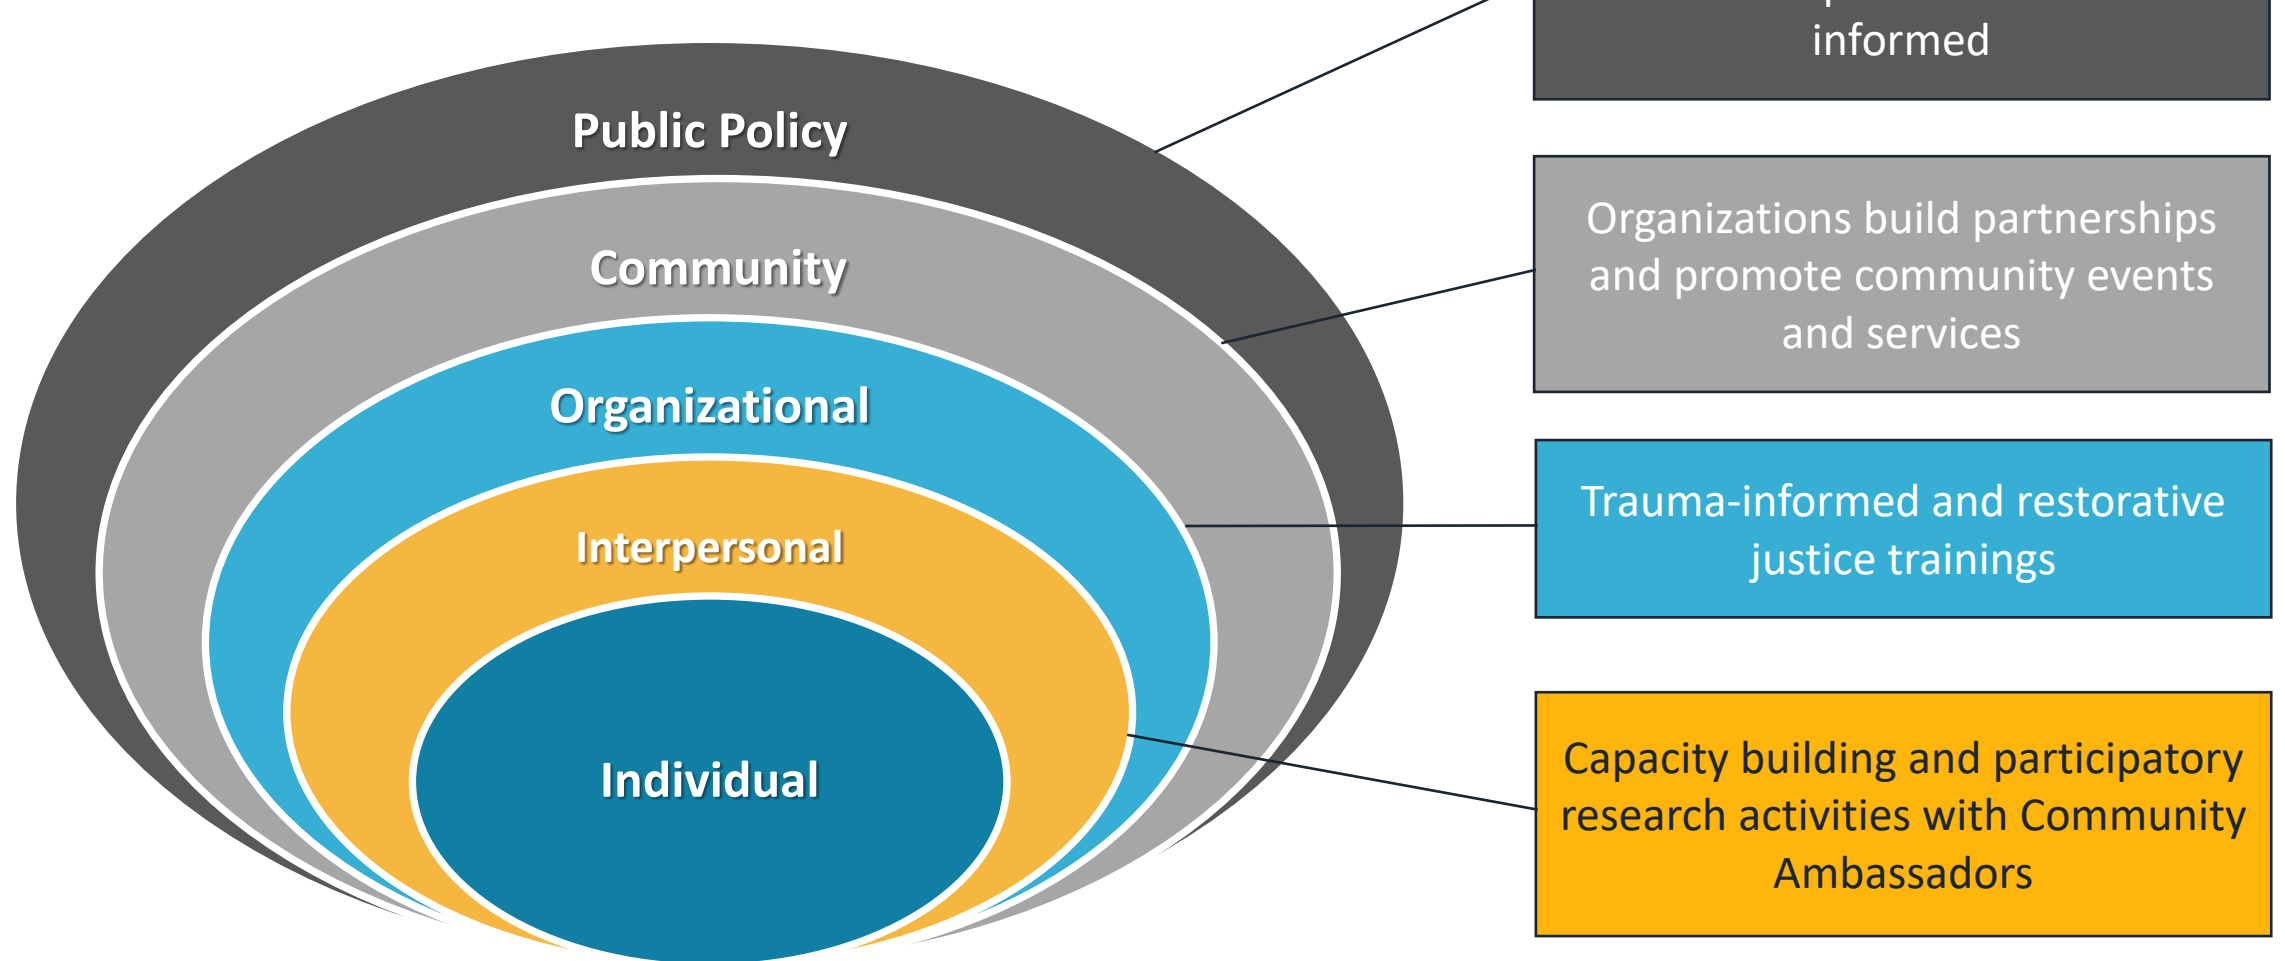 informed
Public Policy
Organizations build partnerships
and promote community events
and services
Community
Organizational
Trauma-informed and restorative
justice trainings
Interpersonal
Capacity building and participatory
research activities with Community
Ambassadors
Individual